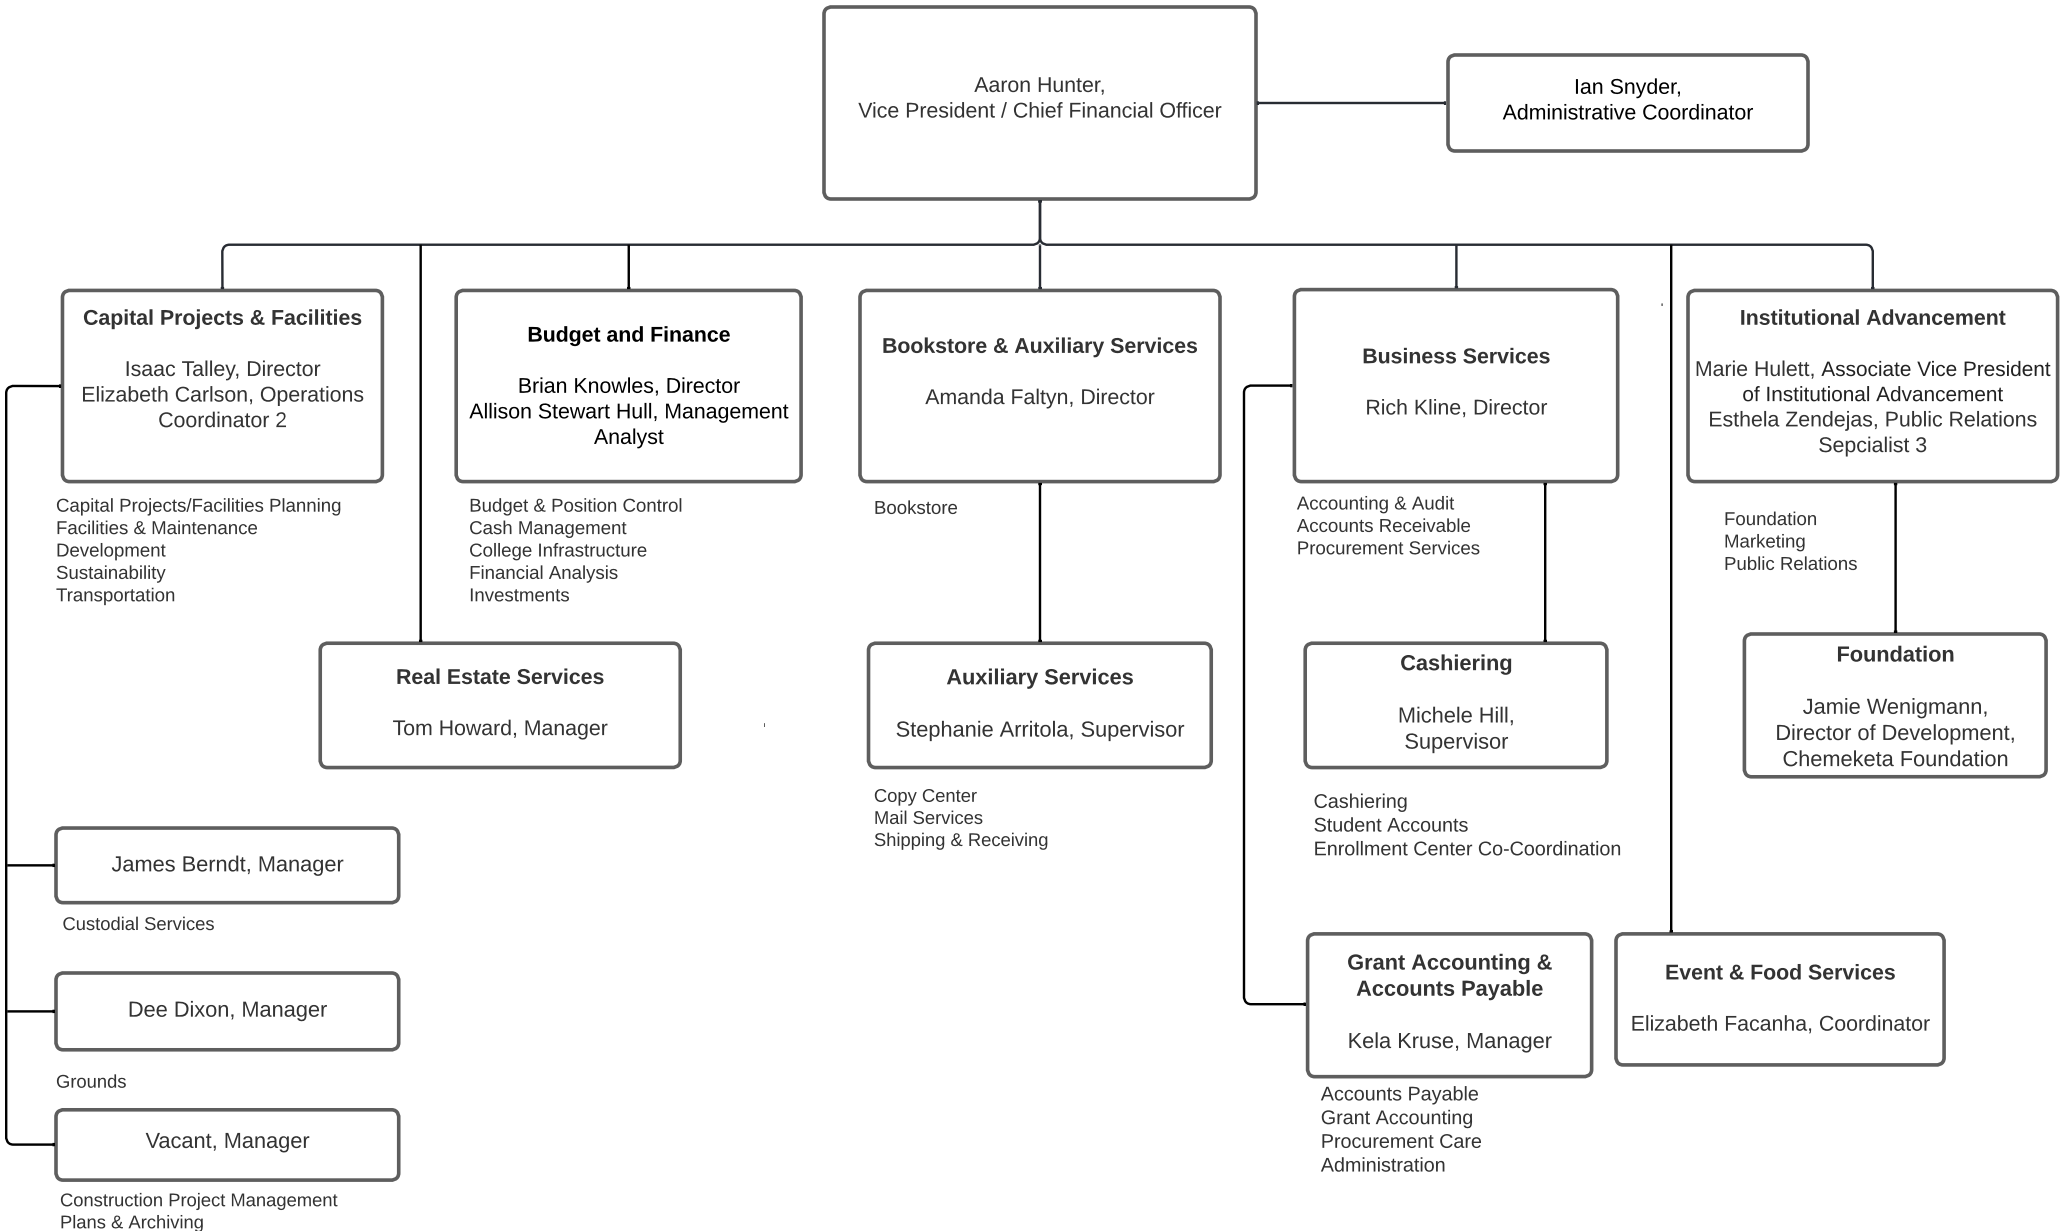 Aaron Hunter,
Vice President / Chief Financial Officer
Ian Snyder,
Administrative Coordinator
Capital Projects & Facilities
Isaac Talley, Director
Elizabeth Carlson, Operations
Coordinator 2
Capital Projects/Facilities Planning
Facilities & Maintenance
Development
Sustainability
Transportation
Budget and Finance
Brian Knowles, Director
Allison Stewart Hull, Management
Analyst
Budget & Position Control
Cash Management
College Infrastructure
Financial Analysis
Investments
Bookstore & Auxiliary Services
Amanda Faltyn, Director
Bookstore
Business Services
Rich Kline, Director
Accounting & Audit
Accounts Receivable
Procurement Services
Institutional Advancement
Marie Hulett, Associate Vice President
of Institutional Advancement
Esthela Zendejas, Public Relations
Sepcialist 3
Foundation
Marketing
Public Relations
Real Estate Services
Tom Howard, Manager
Auxiliary Services
Stephanie Arritola, Supervisor
Copy Center
Mail Services
Shipping & Receiving
Cashiering
Michele Hill,
Supervisor
Cashiering
Student Accounts
Enrollment Center Co-Coordination
Foundation
Jamie Wenigmann,
Director of Development,
Chemeketa Foundation
James Berndt, Manager
Custodial Services
Dee Dixon, Manager
Grounds
Vacant, Manager
Construction Project Management
Plans & Archiving
Grant Accounting &
Accounts Payable
Kela Kruse, Manager
Accounts Payable
Grant Accounting
Procurement Care
Administration
Event & Food Services
Elizabeth Facanha, Coordinator